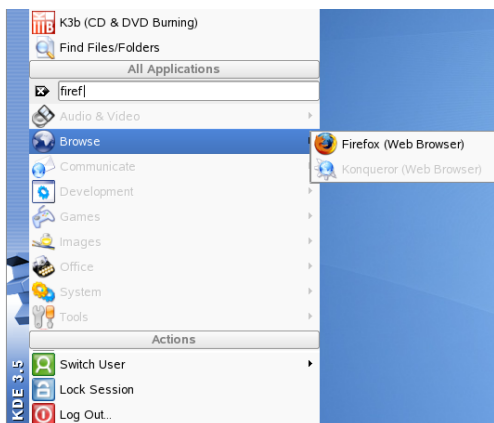 K3b (CD & DVD Burning)
Find Files/Folders
All Applications
firef
Audio & Video
Browse
Firefox (Web Browser)
Konqueror (Web Browser)
Communicate
Development
Games
Images
Office
System
Tools
Actions
Switch User
Lock Session
Log Out...
KDE 3.5